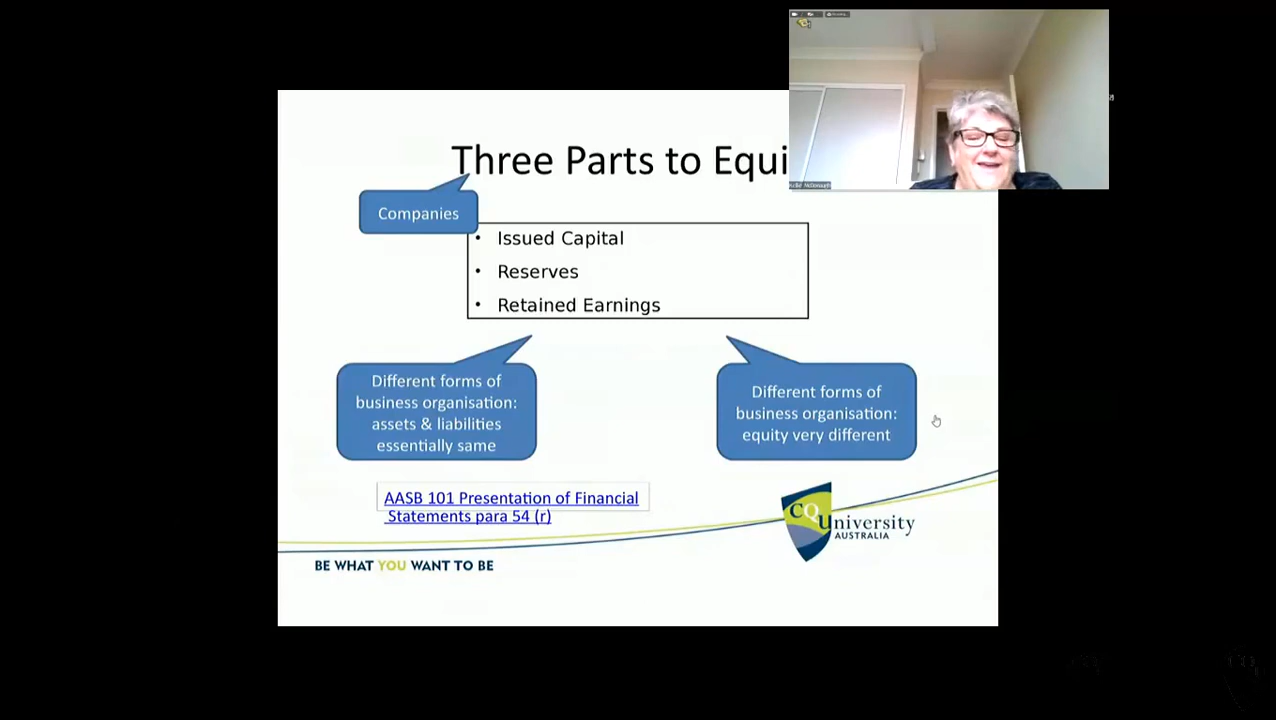 Three Parts to Equi
Companies
• Issued Capital
• Reserves
• Retained Earnings
Different forms of
business organisation:
assets & liabilities
essentially same
Different forms of
business organisation:
equity very different
AASB 101 Presentation of Financial
Statements para 54 (r)
CQUniversity
AUSTRALIA
BE WHAT YOU WANT TO BE